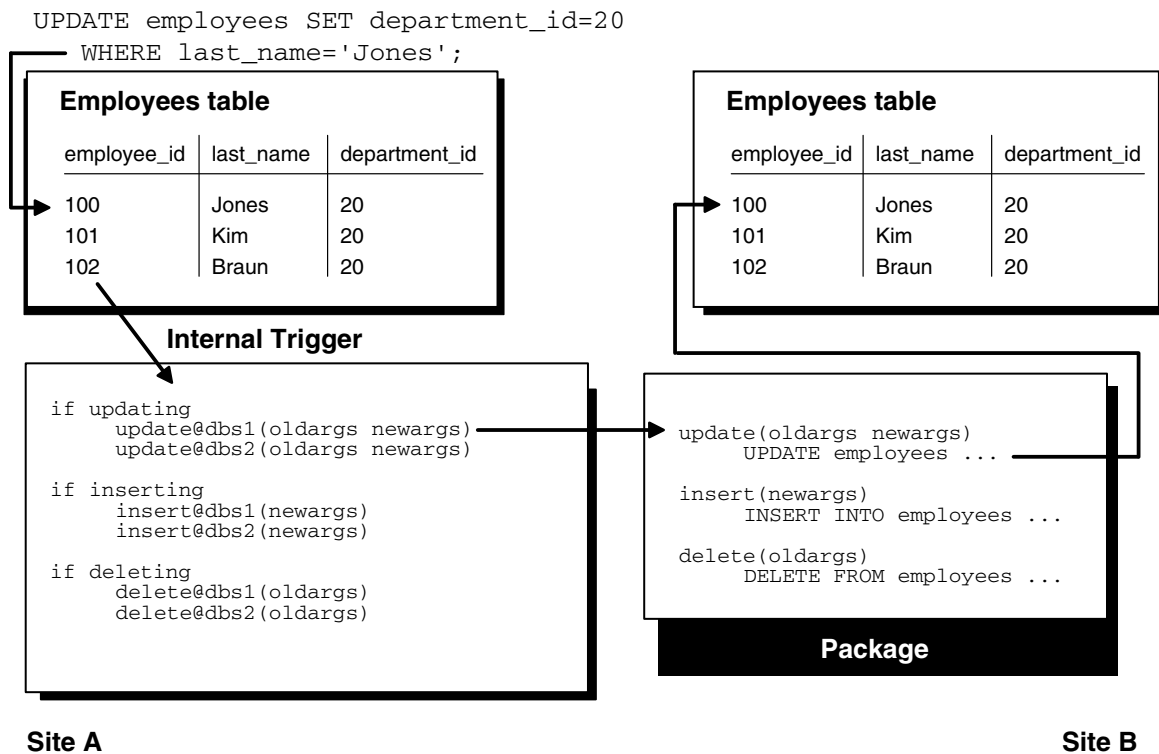 UPDATE employees SET department_id=20
WHERE last_name='Jones';
Employees table
employee_id last_name department_id
100 Jones 20
101 Kim 20
102 Braun 20
Employees table
employee_id last_name department_id
100 Jones 20
101 Kim 20
102 Braun 20
Internal Trigger
if updating
update@dbs1(oldargs newargs)
update@dbs2(oldargs newargs)
if inserting
insert@dbs1(newargs)
insert@dbs2(newargs)
if deleting
delete@dbs1(oldargs)
delete@dbs2(oldargs)
update(oldargs newargs)
UPDATE employees ...
insert(newargs)
INSERT INTO employees ...
delete(oldargs)
DELETE FROM employees ...
Package
Site A
Site B